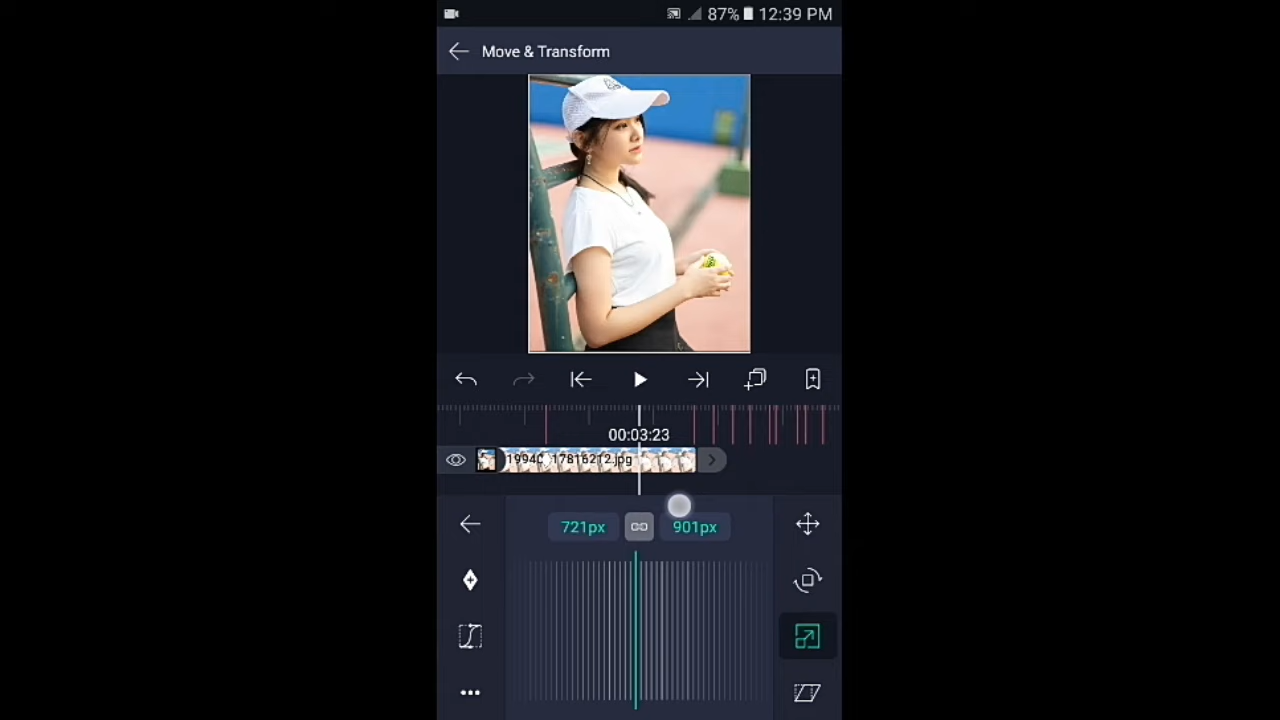 87% 12:39 PM
Move & Transform
00:03:23
721px
901px